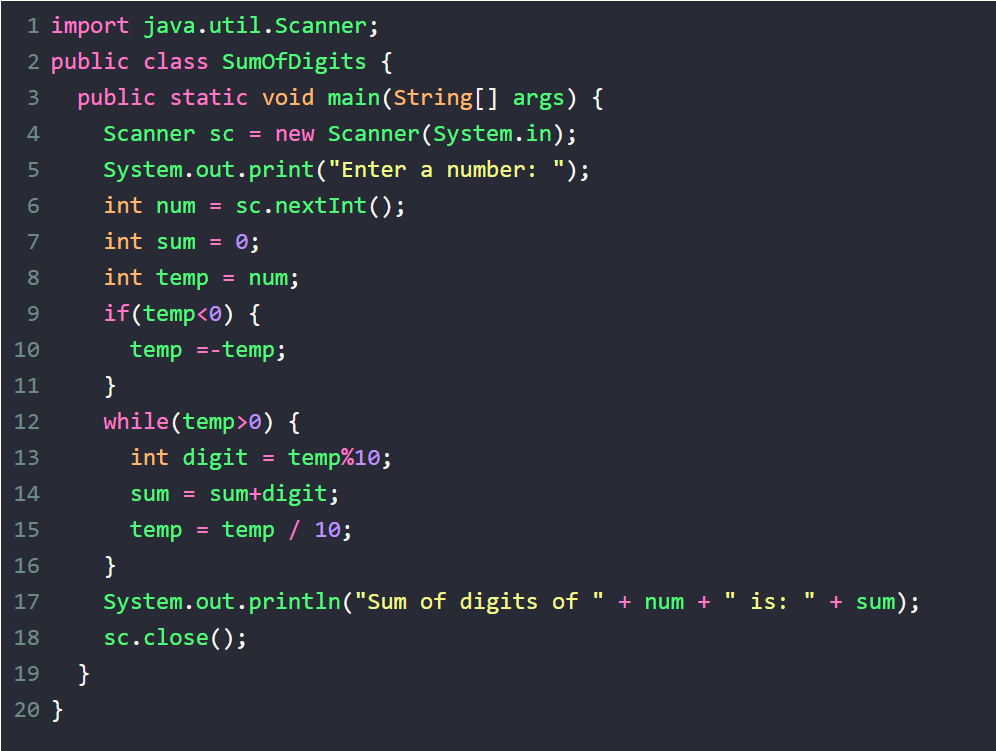 1 import java.util.Scanner;
2 public class SumOfDigits {
3   public static void main(String[] args) {
4     Scanner sc = new Scanner(System.in);
5     System.out.print("Enter a number: ");
6     int num = sc.nextInt();
7     int sum = 0;
8     int temp = num;
9     if(temp<0) {
10       temp =-temp;
11     }
12     while(temp>0) {
13       int digit = temp%10;
14       sum = sum+digit;
15       temp = temp / 10;
16     }
17     System.out.println("Sum of digits of " + num + " is: " + sum);
18     sc.close();
19   }
20 }